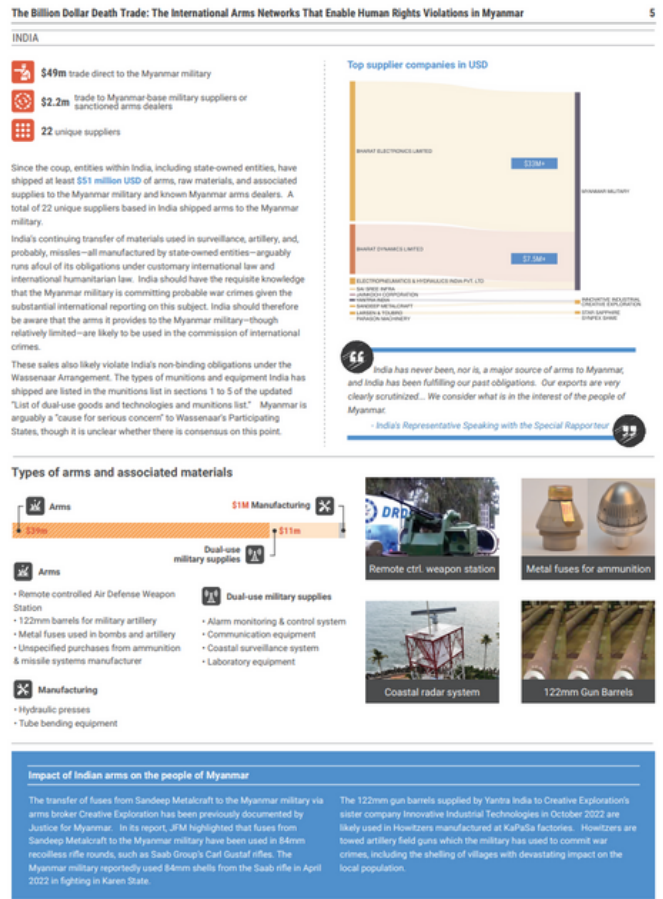 The Billion Dollar Death Trade: The International Arms Networks That Enable Human Rights Violations in Myanmar 5
INDIA
$49m trade direct to the Myanmar military
$2.2m trade to Myanmar-base military suppliers or
sanctioned arms dealers
22 unique suppliers
Since the coup, entities within India, including state-owned entities, have
shipped at least $51 million USD of arms, raw materials, and associated
supplies to the Myanmar military and known Myanmar arms dealers. A
total of 22 unique suppliers based in India shipped arms to the Myanmar
military.
India's continuing transfer of materials used in surveillance, artillery, and,
probably, missles—all manufactured by state-owned entities—arguably
runs afoul of its obligations under customary international law and
international humanitarian law. India should have the requisite knowledge
that the Myanmar military is committing probable war crimes given the
substantial international reporting on this subject. India should therefore
be aware that the arms it provides to the Myanmar military—though
relatively limited—are likely to be used in the commission of international
crimes.
These sales also likely violate India's non-binding obligations under the
Wassenaar Arrangement. The types of munitions and equipment India has
shipped are listed in the munitions list in sections 1 to 5 of the updated
"List of dual-use goods and technologies and munitions list." Myanmar is
arguably a "cause for serious concern" to Wassenaar's Participating
States, though it is unclear whether there is consensus on this point.
Top supplier companies in USD
BHARAT ELECTRONICS LIMITED
$33M+
MYANMAR MILITARY
BHARAT DYNAMICS LIMITED
$7.5M+
ELECTROPNEUMATICS & HYDRAULICS INDIA PVT. LTD
SAI SREE INFRA
JAINKOCH CORPORATION
YANTRA INDIA
SANDEEP METALCRAFT
LARSEN & TOUBRO
PARASON MACHINERY
INNOVATIVE INDUSTRIAL
CREATIVE EXPLORATION
STAR SAPPHIRE
SYNPEX SHWE
India has never been, nor is, a major source of arms to Myanmar,
and India has been fulfilling our past obligations. Our exports are very
clearly scrutinized... We consider what is in the interest of the people of
Myanmar.
- India's Representative Speaking with the Special Rapporteur
Types of arms and associated materials
Arms
$1M Manufacturing
$39m
$11m
Dual-use
military supplies
Arms
• Remote controlled Air Defense Weapon
Station
• 122mm barrels for military artillery
• Metal fuses used in bombs and artillery
• Unspecified purchases from ammunition
& missile systems manufacturer
Manufacturing
• Hydraulic presses
• Tube bending equipment
Dual-use military supplies
• Alarm monitoring & control system
• Communication equipment
• Coastal surveillance system
• Laboratory equipment
DRD
Remote ctrl. weapon station
Metal fuses for ammunition
Coastal radar system
122mm Gun Barrels
Impact of Indian arms on the people of Myanmar
The transfer of fuses from Sandeep Metalcraft to the Myanmar military via
arms broker Creative Exploration has been previously documented by
Justice for Myanmar. In its report, JFM highlighted that fuses from
Sandeep Metalcraft to the Myanmar military have been used in 84mm
recoilless rifle rounds, such as Saab Group's Carl Gustaf rifles. The
Myanmar military reportedly used 84mm shells from the Saab rifle in April
2022 in fighting in Karen State.
The 122mm gun barrels supplied by Yantra India to Creative Exploration's
sister company Innovative Industrial Technologies in October 2022 are
likely used in Howitzers manufactured at KaPaSa factories. Howitzers are
towed artillery field guns which the military has used to commit war
crimes, including the shelling of villages with devastating impact on the
local population.